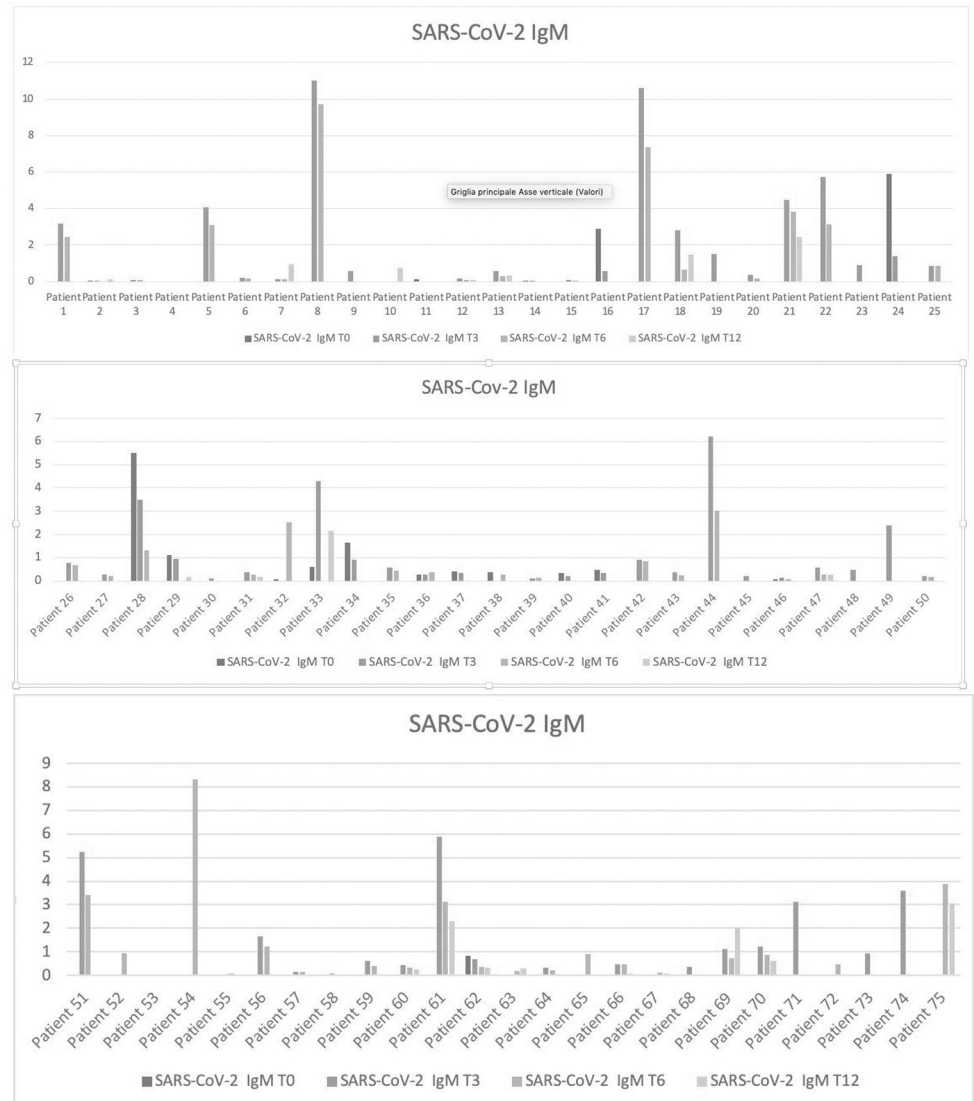 SARS-CoV-2 IgM
12
10
8
6
4
2
0
Griglia principale Asse verticale (Valori)
Patient 1 Patient 2 Patient 3 Patient 4 Patient 5 Patient 6 Patient 7 Patient 8 Patient 9 Patient 10 Patient 11 Patient 12 Patient 13 Patient 14 Patient 15 Patient 16 Patient 17 Patient 18 Patient 19 Patient 20 Patient 21 Patient 22 Patient 23 Patient 24 Patient 25
SARS-CoV-2 IgM T0 SARS-CoV-2 IgM T3 SARS-CoV-2 IgM T6 SARS-CoV-2 IgM T12
SARS-Cov-2 IgM
7
6
5
4
3
2
1
0
Patient 26 Patient 27 Patient 28 Patient 29 Patient 30 Patient 31 Patient 32 Patient 33 Patient 34 Patient 35 Patient 36 Patient 37 Patient 38 Patient 39 Patient 40 Patient 41 Patient 42 Patient 43 Patient 44 Patient 45 Patient 46 Patient 47 Patient 48 Patient 49 Patient 50
SARS-CoV-2 IgM T0 SARS-CoV-2 IgM T3 SARS-CoV-2 IgM T6 SARS-CoV-2 IgM T12
SARS-CoV-2 IgM
9
8
7
6
5
4
3
2
1
0
Patient 51 Patient 52 Patient 53 Patient 54 Patient 55 Patient 56 Patient 57 Patient 58 Patient 59 Patient 60 Patient 61 Patient 62 Patient 63 Patient 64 Patient 65 Patient 66 Patient 67 Patient 68 Patient 69 Patient 70 Patient 71 Patient 72 Patient 73 Patient 74 Patient 75
SARS-CoV-2 IgM T0 SARS-CoV-2 IgM T3 SARS-CoV-2 IgM T6 SARS-CoV-2 IgM T12